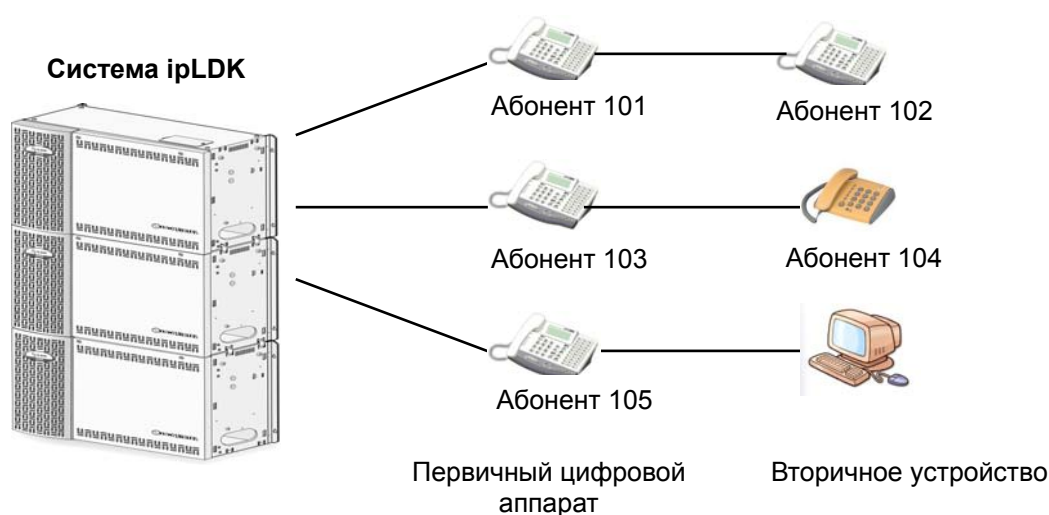 Система ipLDK
Абонент 101
Абонент 102
Абонент 103
Абонент 104
Абонент 105
Первичный цифровой
аппарат
Вторичное устройство